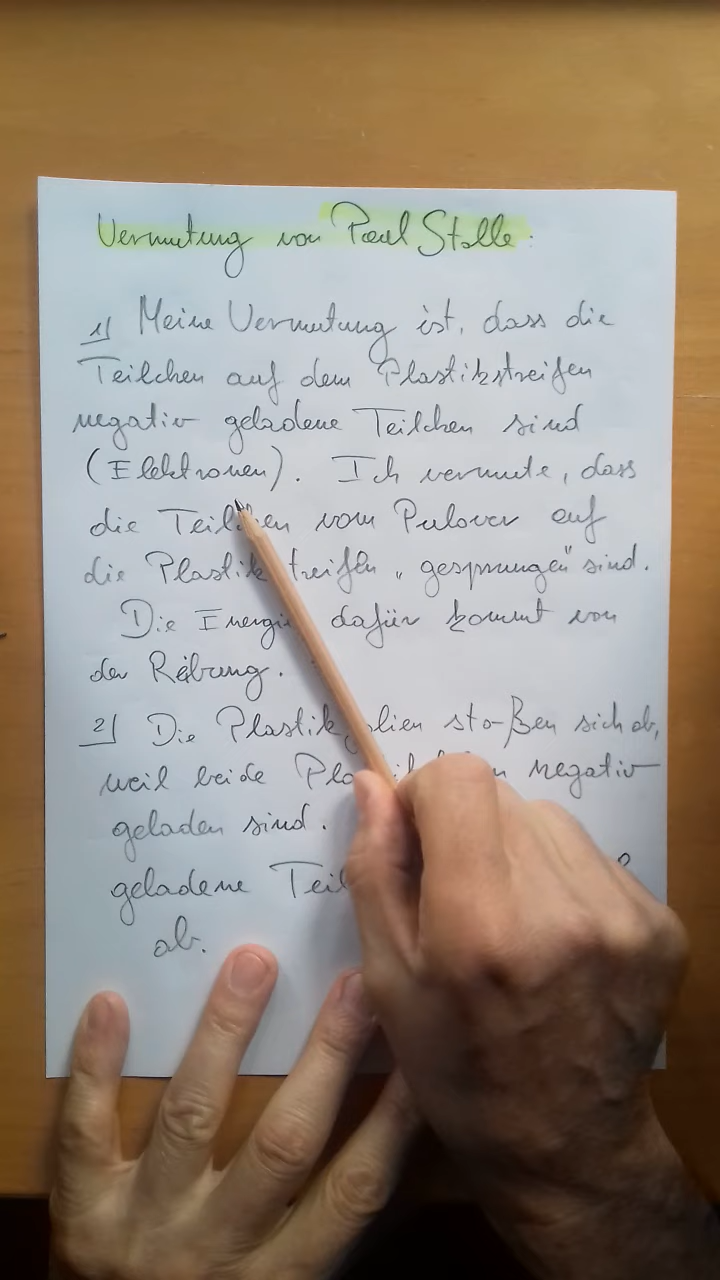 Vermutung von Paul Stolle:
1) Meine Vermutung ist, dass die
Teilchen auf dem Plastikstreifen
negativ geladene Teilchen sind
(Elektronen). Ich vermute, dass
die Teilchen vom Pulover auf
die Plastikstreifen „gesprungen" sind.
Die Energie dafür kommt von
der Reibung.
2) Die Plastikfolien sto-ßen sich ab,
weil beide negativ
geladen sind.
geladene
ab.